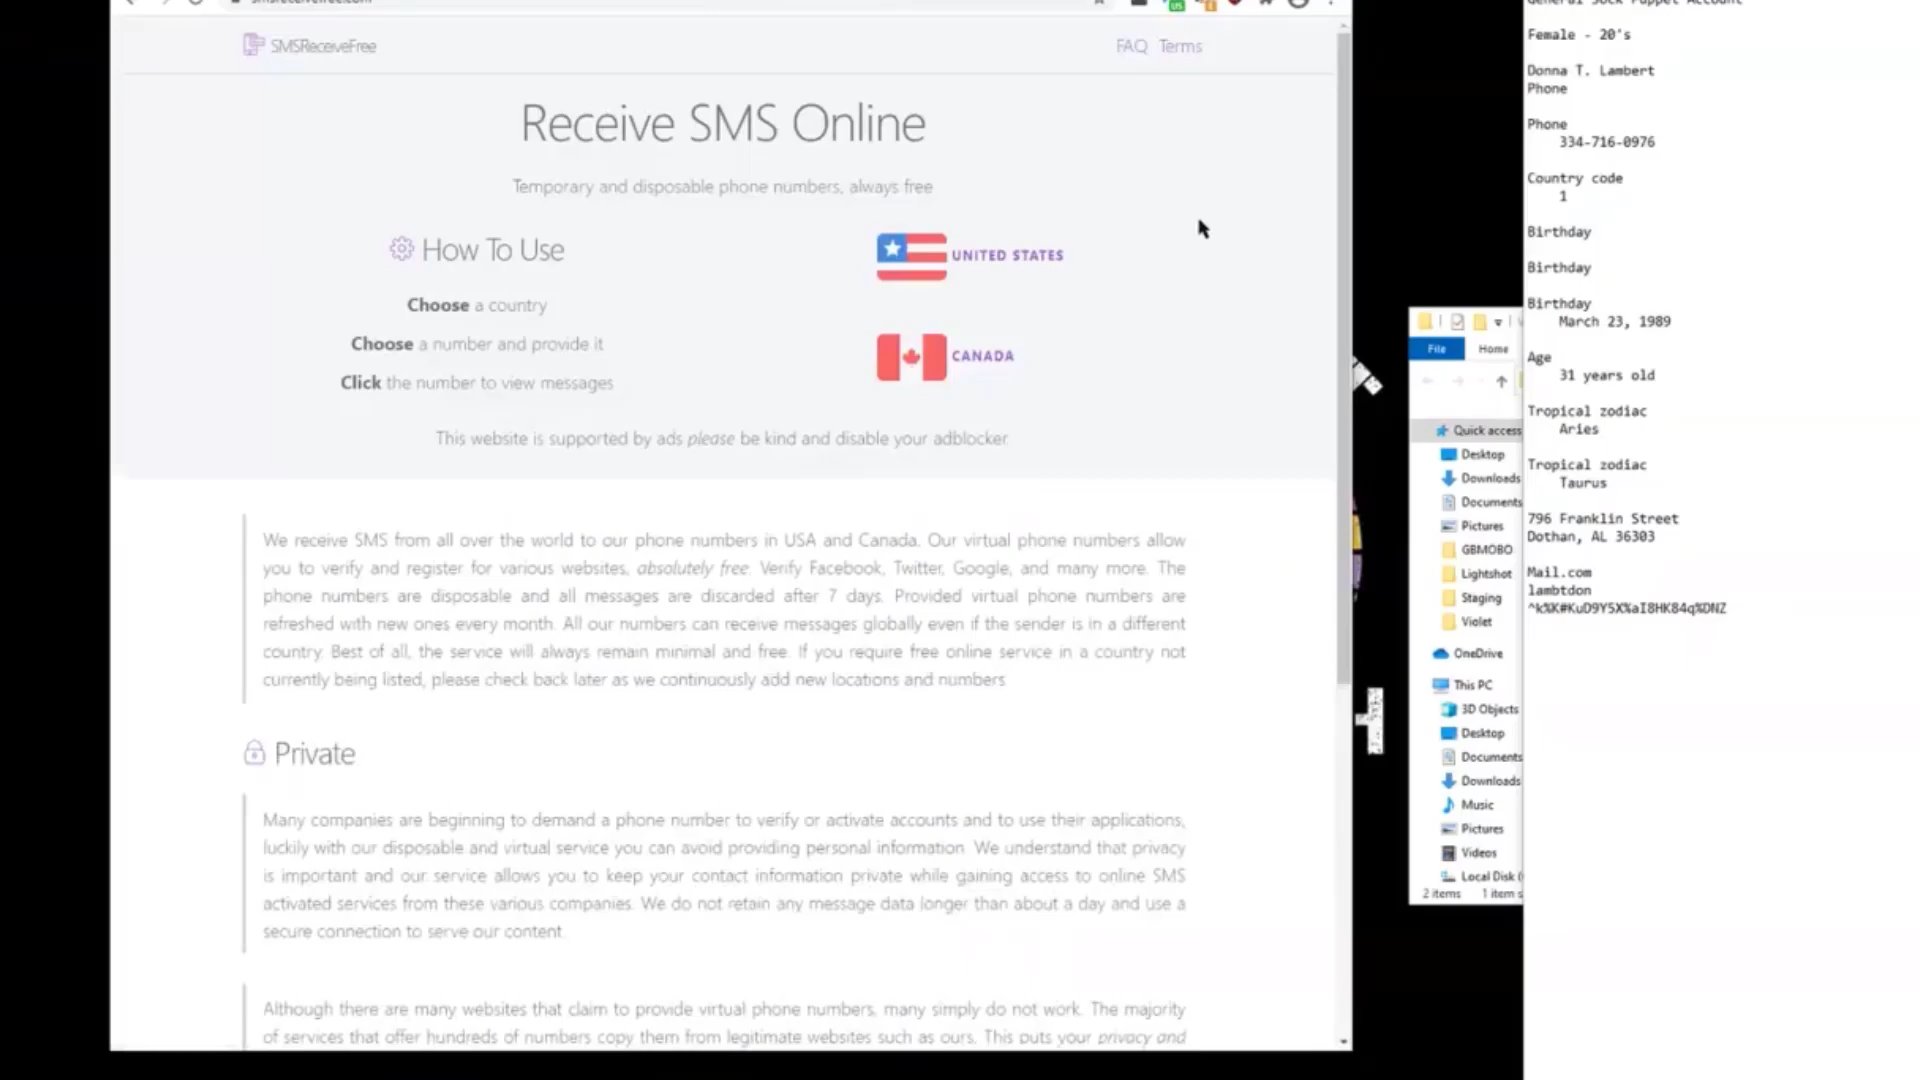 smsreceivefree.com
SMSReceiveFree
FAQ Terms
Receive SMS Online
Temporary and disposable phone numbers, always free
How To Use
Choose a country
Choose a number and provide it
Click the number to view messages
UNITED STATES
CANADA
This website is supported by ads please be kind and disable your adblocker.
We receive SMS from all over the world to our phone numbers in USA and Canada. Our virtual phone numbers allow
you to verify and register for various websites, absolutely free. Verify Facebook, Twitter, Google, and many more. The
phone numbers are disposable and all messages are discarded after 7 days. Provided virtual phone numbers are
refreshed with new ones every month. All our numbers can receive messages globally even if the sender is in a different
country. Best of all, the service will always remain minimal and free. If you require free online service in a country not
currently being listed, please check back later as we continuously add new locations and numbers
Private
Many companies are beginning to demand a phone number to verify or activate accounts and to use their applications,
luckily with our disposable and virtual service you can avoid providing personal information. We understand that privacy
is important and our service allows you to keep your contact information private while gaining access to online SMS
activated services from these various companies. We do not retain any message data longer than about a day and use a
secure connection to serve our content.
Although there are many websites that claim to provide virtual phone numbers, many simply do not work. The majority
of services that offer hundreds of numbers copy them from legitimate websites such as ours. This puts your privacy and
File Home
Quick access
Desktop
Downloads
Documents
Pictures
GBMOBO
Lightshot
Staging
Violet
OneDrive
This PC
3D Objects
Desktop
Documents
Downloads
Music
Pictures
Videos
Local Disk (
2 items 1 item s
General Sock Puppet Account
Female - 20's
Donna T. Lambert
Phone
Phone
334-716-0976
Country code
1
Birthday
Birthday
Birthday
March 23, 1989
Age
31 years old
Tropical zodiac
Aries
Tropical zodiac
Taurus
796 Franklin Street
Dothan, AL 36303
Mail.com
lambtdon
^k%K#KuD9Y5X%aI8HK84q%DNZ